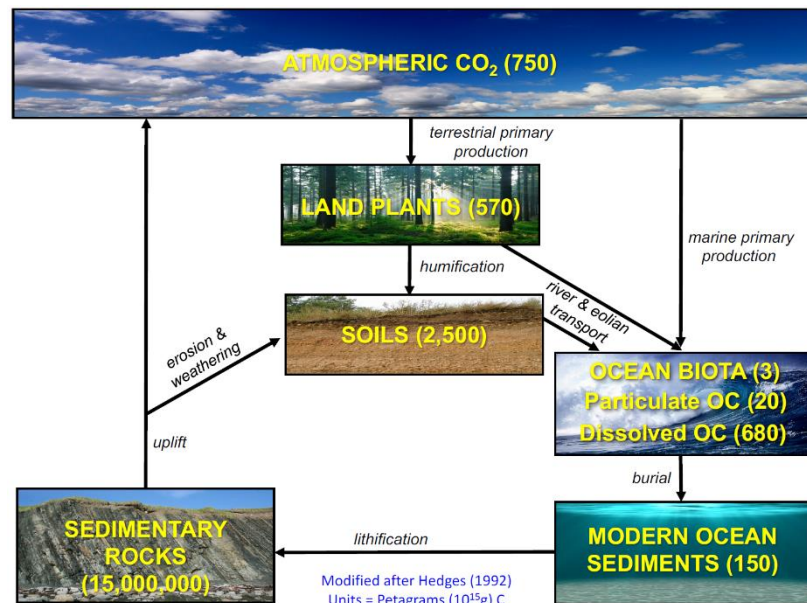 ATMOSPHERIC CO₂ (750)
terrestrial primary
production
LAND PLANTS (570)
marine primary
production
humification
river & eolian
transport
SOILS (2,500)
erosion &
weathering
OCEAN BIOTA (3)
Particulate OC (20)
Dissolved OC (680)
uplift
burial
SEDIMENTARY
ROCKS
(15,000,000)
lithification
MODERN OCEAN
SEDIMENTS (150)
Modified after Hedges (1992)
Units = Petagrams (10¹⁵g) C